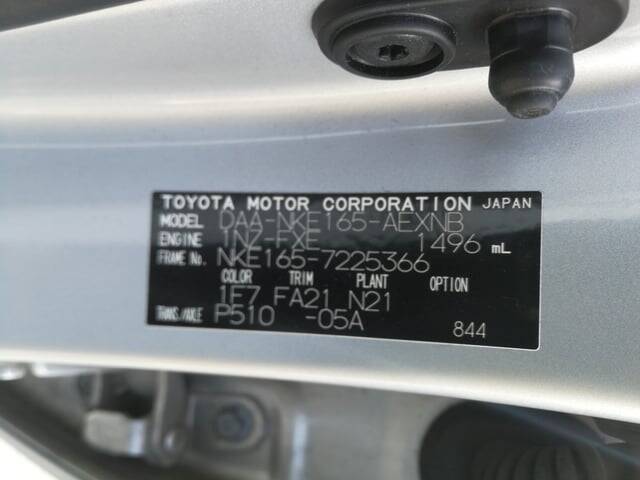 TOYOTA MOTOR CORPORATION JAPAN
MODEL DAA-NKE165-AEXNB
ENGINE 1NZ-FXE 1496 mL
FRAME No. NKE165-7225366
COLOR TRIM PLANT OPTION
1F7 FA21 N21
TRANS/AXLE P510 -05A 844